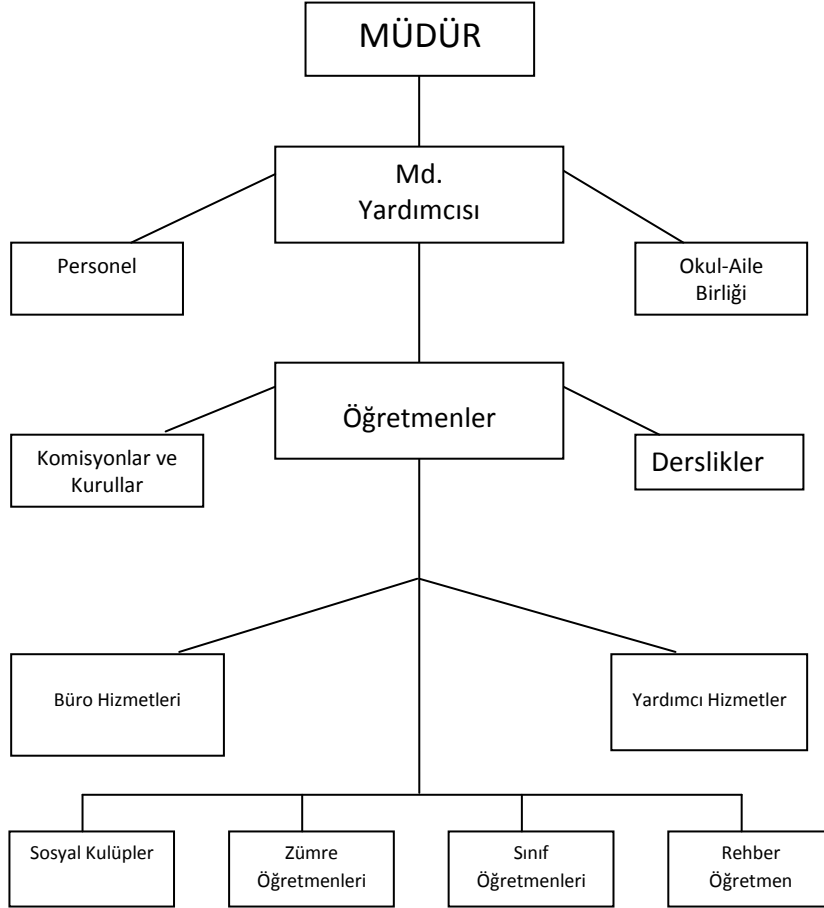 MÜDÜR
Md.
Yardımcısı
Personel
Okul-Aile
Birliği
Öğretmenler
Komisyonlar ve
Kurullar
Derslikler
Büro Hizmetleri
Yardımcı Hizmetler
Sosyal Kulüpler
Zümre
Öğretmenleri
Sınıf
Öğretmenleri
Rehber
Öğretmen